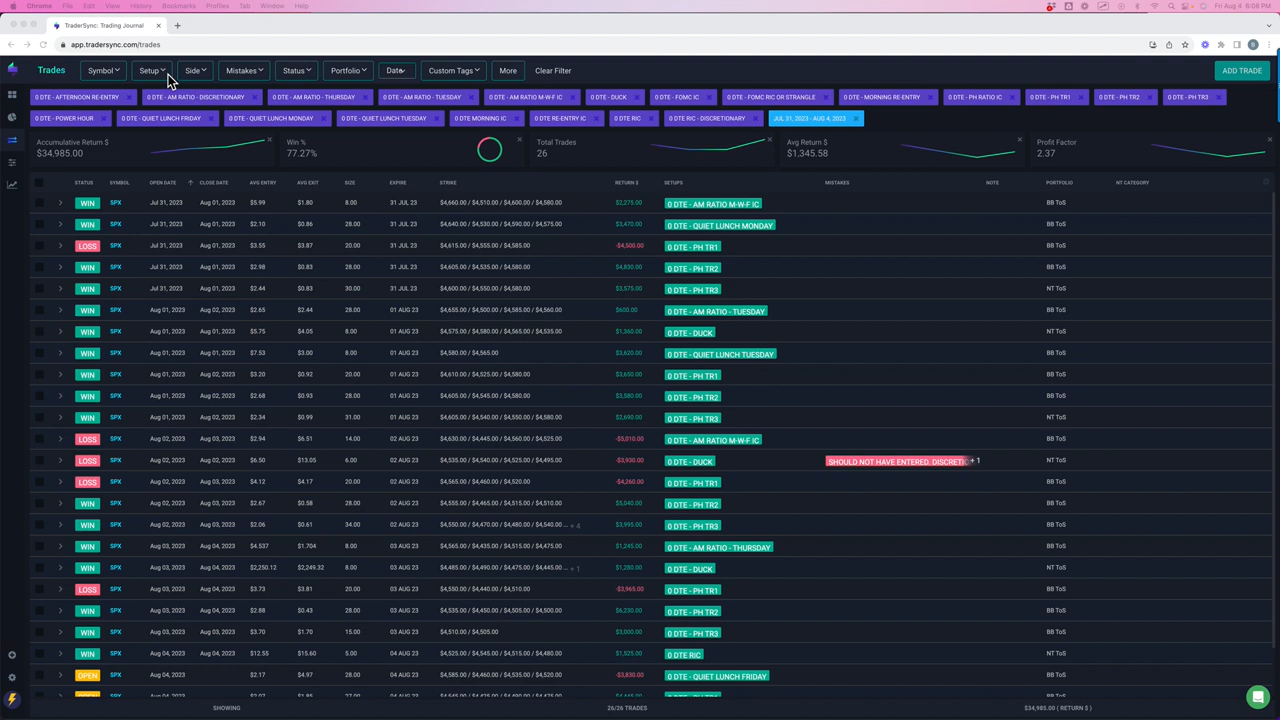 Chrome File Edit View History Bookmarks Profiles Tab Window Help Fri Aug 4 6:08 PM
TraderSync: Trading Journal
app.tradersync.com/trades
Trades Symbol Setup Side Mistakes Status Portfolio Date Custom Tags More Clear Filter ADD TRADE
0 DTE - AFTERNOON RE-ENTRY 0 DTE - AM RATIO - DISCRETIONARY 0 DTE - AM RATIO - THURSDAY 0 DTE - AM RATIO - TUESDAY 0 DTE - AM RATIO M-W-F IC 0 DTE - DUCK 0 DTE - FOMC IC 0 DTE - FOMC RIC OR STRANGLE 0 DTE - MORNING RE-ENTRY 0 DTE - PH RATIO IC 0 DTE - PH TR1 0 DTE - PH TR2 0 DTE - PH TR3
0 DTE - POWER HOUR 0 DTE - QUIET LUNCH FRIDAY 0 DTE - QUIET LUNCH MONDAY 0 DTE - QUIET LUNCH TUESDAY 0 DTE MORNING IC 0 DTE RE-ENTRY IC 0 DTE RIC 0 DTE RIC - DISCRETIONARY JUL 31, 2023 - AUG 4, 2023
Accumulative Return $ Win % Total Trades Avg Return $ Profit Factor
$34,985.00 77.27% 26 $1,345.58 2.37
STATUS SYMBOL OPEN DATE CLOSE DATE AVG ENTRY AVG EXIT SIZE EXPIRE STRIKE RETURN $ SETUPS MISTAKES NOTE PORTFOLIO NT CATEGORY
WIN SPX Jul 31, 2023 Aug 01, 2023 $5.99 $1.80 8.00 31 JUL 23 $4,660.00 / $4,510.00 / $4,600.00 / $4,580.00 $2,275.00 0 DTE - AM RATIO M-W-F IC BB ToS
WIN SPX Jul 31, 2023 Aug 01, 2023 $2.10 $0.86 28.00 31 JUL 23 $4,640.00 / $4,530.00 / $4,590.00 / $4,575.00 $3,470.00 0 DTE - QUIET LUNCH MONDAY BB ToS
LOSS SPX Jul 31, 2023 Aug 01, 2023 $3.55 $3.87 20.00 31 JUL 23 $4,615.00 / $4,555.00 / $4,585.00 -$4,500.00 0 DTE - PH TR1 BB ToS
WIN SPX Jul 31, 2023 Aug 01, 2023 $2.98 $0.83 28.00 31 JUL 23 $4,605.00 / $4,535.00 / $4,580.00 $4,830.00 0 DTE - PH TR2 BB ToS
WIN SPX Jul 31, 2023 Aug 01, 2023 $2.44 $0.83 30.00 31 JUL 23 $4,600.00 / $4,550.00 / $4,580.00 $3,575.00 0 DTE - PH TR3 NT ToS
WIN SPX Aug 01, 2023 Aug 02, 2023 $2.65 $2.44 28.00 01 AUG 23 $4,655.00 / $4,500.00 / $4,585.00 / $4,560.00 $600.00 0 DTE - AM RATIO - TUESDAY BB ToS
WIN SPX Aug 01, 2023 Aug 02, 2023 $5.75 $4.05 8.00 01 AUG 23 $4,575.00 / $4,580.00 / $4,565.00 / $4,535.00 $1,360.00 0 DTE - DUCK NT ToS
WIN SPX Aug 01, 2023 Aug 02, 2023 $7.53 $3.00 8.00 01 AUG 23 $4,580.00 / $4,565.00 $3,620.00 0 DTE - QUIET LUNCH TUESDAY BB ToS
WIN SPX Aug 01, 2023 Aug 02, 2023 $3.20 $0.92 20.00 01 AUG 23 $4,610.00 / $4,525.00 / $4,580.00 $3,650.00 0 DTE - PH TR1 BB ToS
WIN SPX Aug 01, 2023 Aug 02, 2023 $2.68 $0.93 28.00 01 AUG 23 $4,605.00 / $4,535.00 / $4,580.00 $3,580.00 0 DTE - PH TR2 BB ToS
WIN SPX Aug 01, 2023 Aug 02, 2023 $2.34 $0.99 31.00 01 AUG 23 $4,605.00 / $4,540.00 / $4,550.00 / $4,580.00 $2,690.00 0 DTE - PH TR3 NT ToS
LOSS SPX Aug 02, 2023 Aug 03, 2023 $2.94 $6.51 14.00 02 AUG 23 $4,630.00 / $4,445.00 / $4,560.00 / $4,525.00 -$5,010.00 0 DTE - AM RATIO M-W-F IC BB ToS
LOSS SPX Aug 02, 2023 Aug 03, 2023 $6.50 $13.05 6.00 02 AUG 23 $4,535.00 / $4,540.00 / $4,525.00 / $4,495.00 -$3,930.00 0 DTE - DUCK SHOULD NOT HAVE ENTERED, DISCRETIO + 1 NT ToS
LOSS SPX Aug 02, 2023 Aug 03, 2023 $4.12 $4.17 20.00 02 AUG 23 $4,555.00 / $4,465.00 / $4,510.00 -$4,260.00 0 DTE - PH TR1 BB ToS
WIN SPX Aug 02, 2023 Aug 03, 2023 $2.67 $0.58 28.00 02 AUG 23 $4,555.00 / $4,465.00 / $4,515.00 / $4,510.00 $5,040.00 0 DTE - PH TR2 BB ToS
WIN SPX Aug 02, 2023 Aug 03, 2023 $2.06 $0.61 34.00 02 AUG 23 $4,550.00 / $4,470.00 / $4,480.00 / $4,540.00 ... + 4 $3,995.00 0 DTE - PH TR3 BB ToS
WIN SPX Aug 03, 2023 Aug 04, 2023 $4.537 $1.704 8.00 03 AUG 23 $4,565.00 / $4,435.00 / $4,515.00 / $4,475.00 $1,245.00 0 DTE - AM RATIO - THURSDAY BB ToS
WIN SPX Aug 03, 2023 Aug 04, 2023 $2,250.12 $2,249.32 8.00 03 AUG 23 $4,485.00 / $4,490.00 / $4,475.00 / $4,445.00 ... + 1 $1,280.00 0 DTE - DUCK NT ToS
LOSS SPX Aug 03, 2023 Aug 04, 2023 $3.73 $3.81 20.00 03 AUG 23 $4,550.00 / $4,440.00 / $4,510.00 -$3,965.00 0 DTE - PH TR1 BB ToS
WIN SPX Aug 03, 2023 Aug 04, 2023 $2.88 $0.43 28.00 03 AUG 23 $4,535.00 / $4,450.00 / $4,505.00 / $4,500.00 $6,230.00 0 DTE - PH TR2 BB ToS
WIN SPX Aug 03, 2023 Aug 04, 2023 $3.70 $1.70 15.00 03 AUG 23 $4,510.00 / $4,505.00 $3,000.00 0 DTE - PH TR3 BB ToS
WIN SPX Aug 04, 2023 Aug 04, 2023 $12.55 $15.60 5.00 04 AUG 23 $4,525.00 / $4,545.00 / $4,515.00 / $4,480.00 $1,525.00 0 DTE RIC NT ToS
OPEN SPX Aug 04, 2023 Aug 04, 2023 $2.17 $4.97 28.00 04 AUG 23 $4,585.00 / $4,460.00 / $4,535.00 / $4,520.00 -$3,830.00 0 DTE - QUIET LUNCH FRIDAY BB ToS
SHOWING 26/26 TRADES $34,985.00 ( RETURN $ )